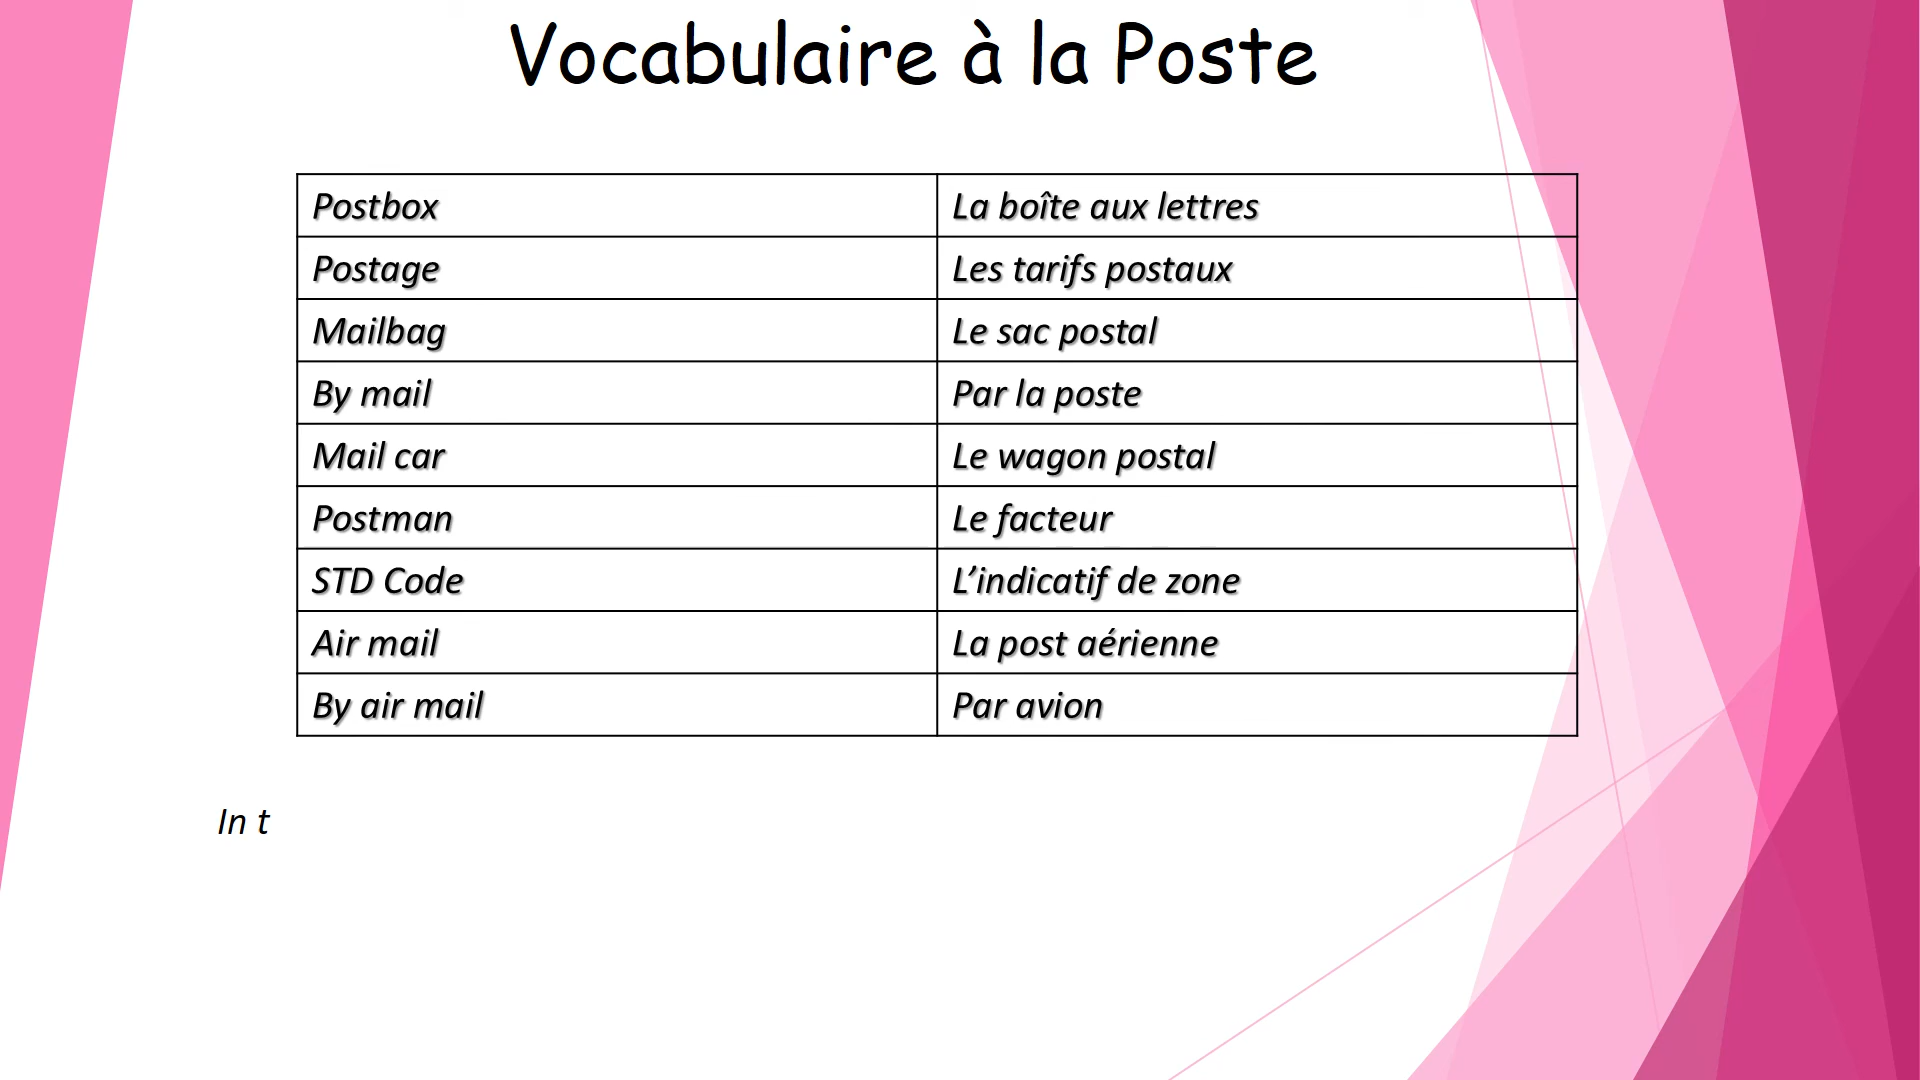 Vocabulaire à la Poste
Postbox La boîte aux lettres
Postage Les tarifs postaux
Mailbag Le sac postal
By mail Par la poste
Mail car Le wagon postal
Postman Le facteur
STD Code L’indicatif de zone
Air mail La post aérienne
By air mail Par avion
In t